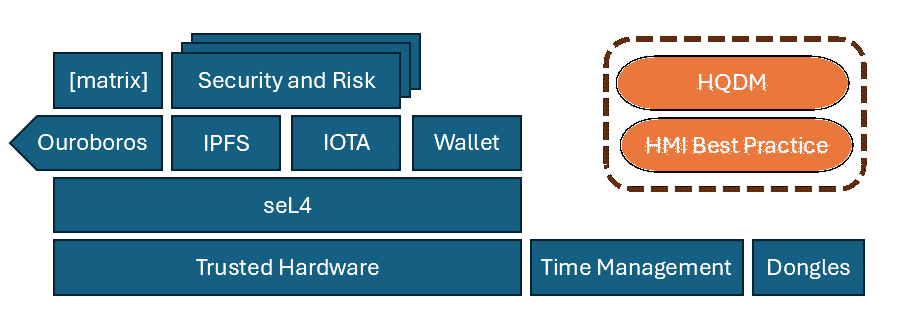 [matrix]
Security and Risk
HQDM
Ouroboros
IPFS
IOTA
Wallet
HMI Best Practice
seL4
Trusted Hardware
Time Management
Dongles